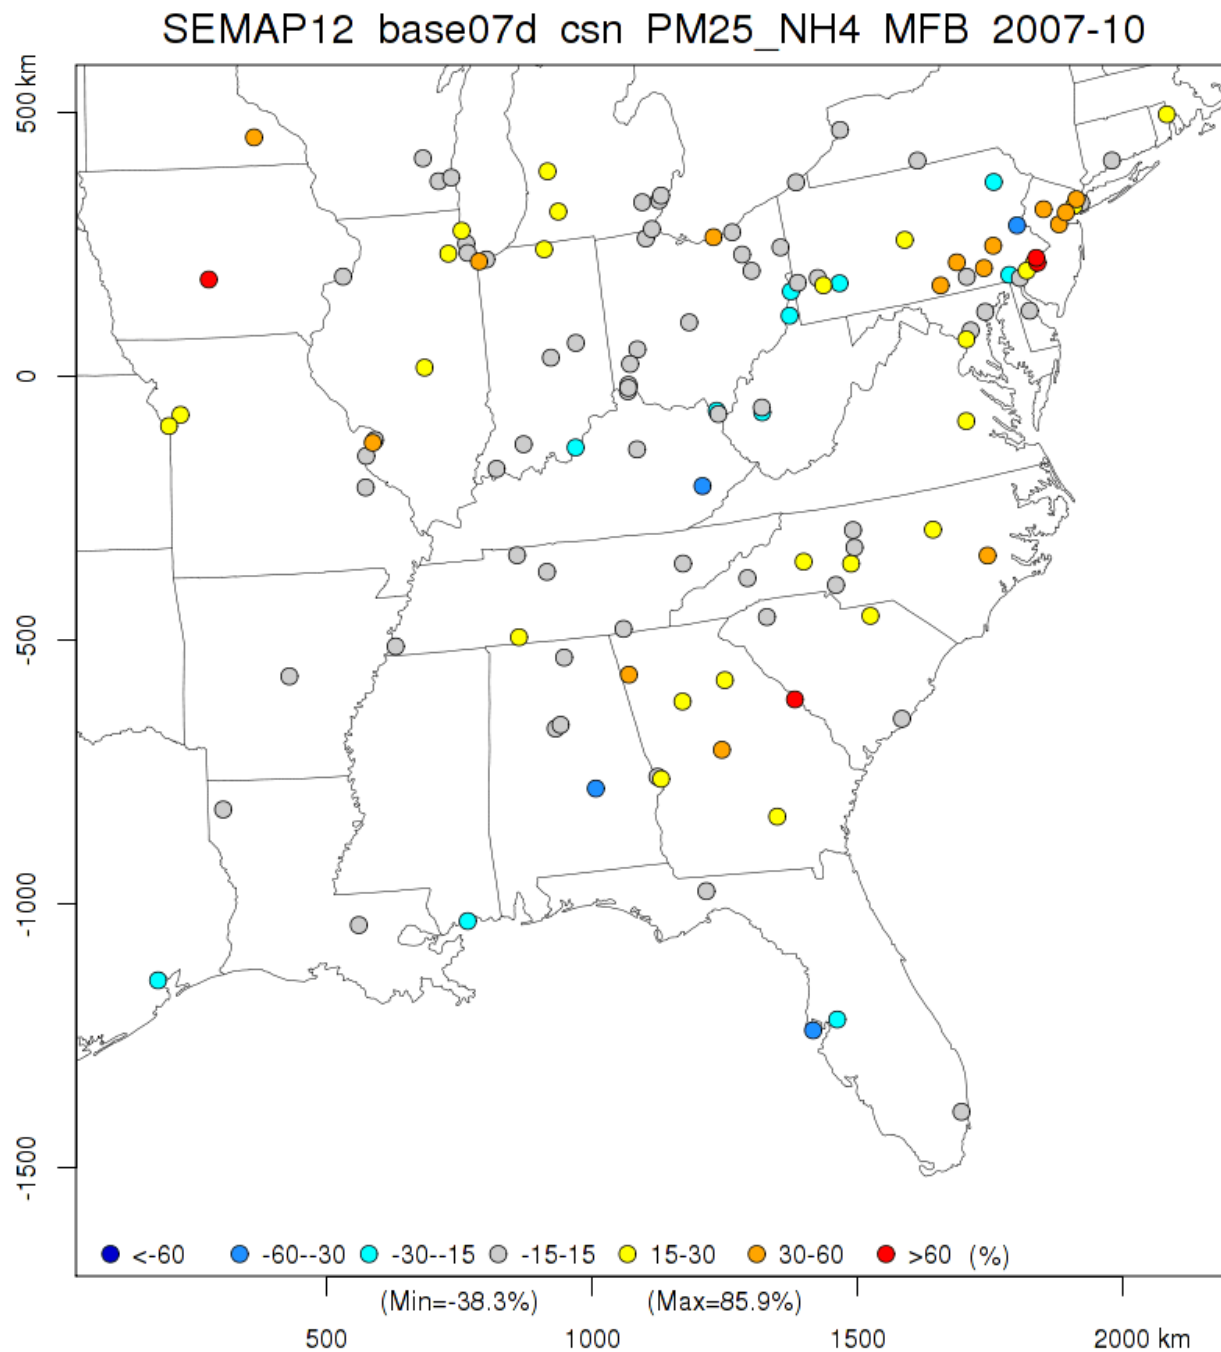 SEMAP12 base07d csn PM25_NH4 MFB 2007-10
500 km
0
-500
-1000
-1500
<-60 -60--30 -30--15 -15-15 15-30 30-60 >60 (%)
(Min=-38.3%) (Max=85.9%)
500 1000 1500 2000 km